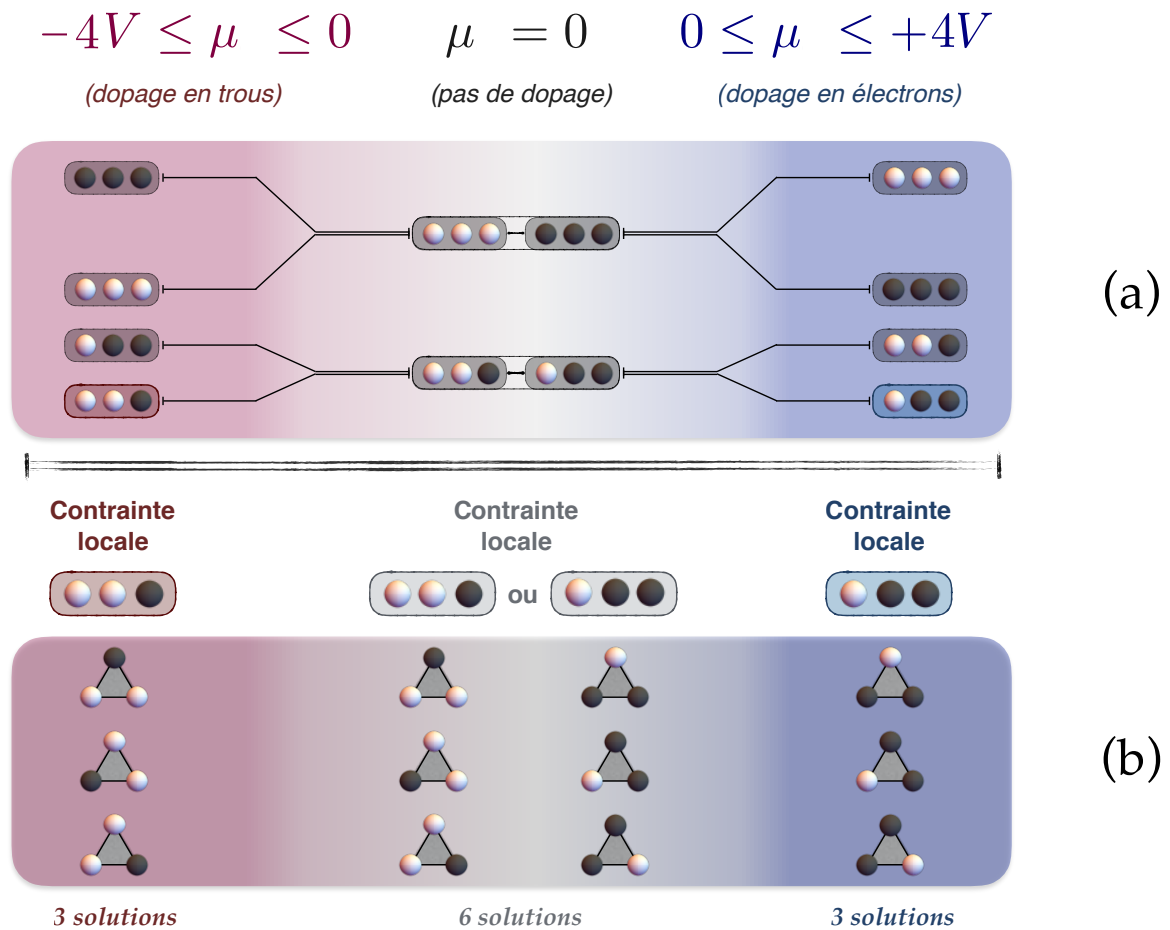 −4V ≤ μ ≤ 0 μ = 0 0 ≤ μ ≤ +4V
(dopage en trous) (pas de dopage) (dopage en électrons)
(a)
Contrainte locale Contrainte locale Contrainte locale
ou
(b)
3 solutions 6 solutions 3 solutions